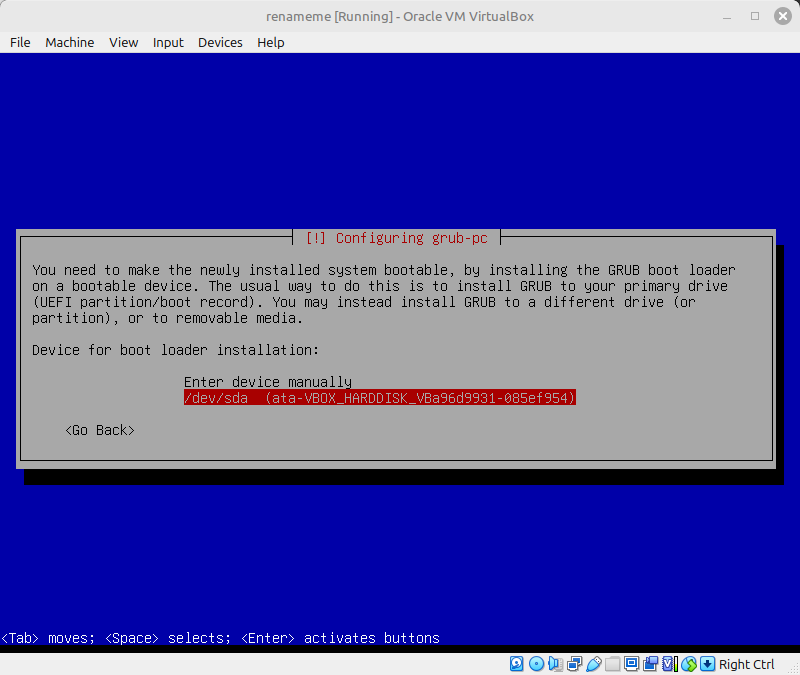 renameme [Running] - Oracle VM VirtualBox
File Machine View Input Devices Help
[!] Configuring grub-pc
You need to make the newly installed system bootable, by installing the GRUB boot loader
on a bootable device. The usual way to do this is to install GRUB to your primary drive
(UEFI partition/boot record). You may instead install GRUB to a different drive (or
partition), or to removable media.
Device for boot loader installation:
Enter device manually
/dev/sda (ata-VBOX_HARDDISK_VBa96d9931-085ef954)
<Go Back>
<Tab> moves; <Space> selects; <Enter> activates buttons
Right Ctrl